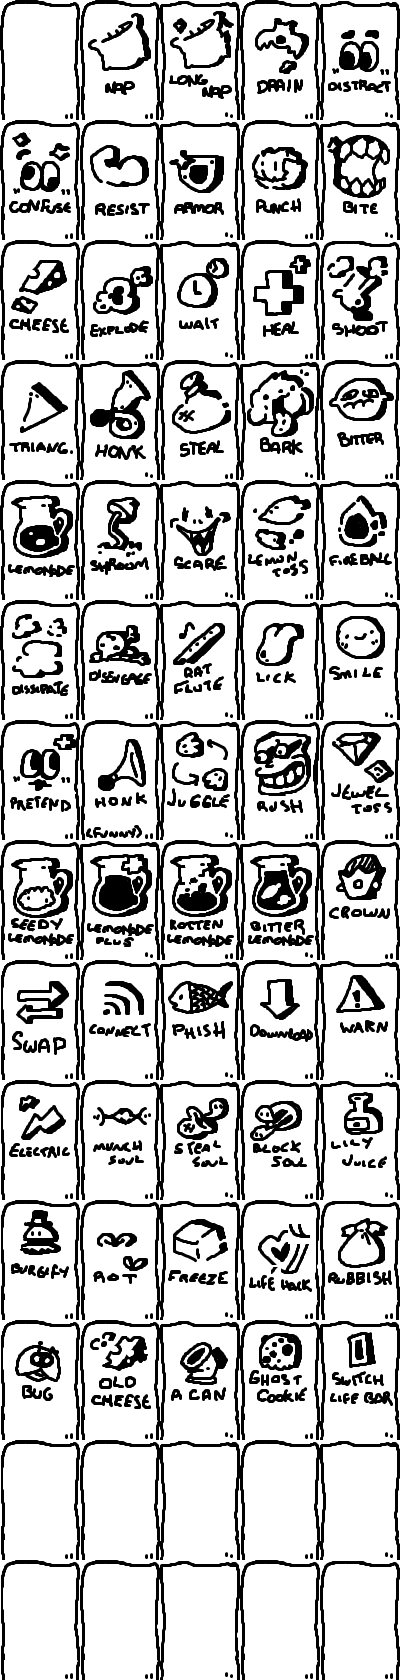 NAP
LONG
NAP
DRAIN
DISTRACT
CONFUSE
RESIST
ARMOR
PUNCH
BITE
CHEESE
EXPLODE
WAIT
HEAL
SHOOT
TRIANG.
HONK
STEAL
BARK
BITTER
LEMONADE
SHROOM
SCARE
LEMON
TOSS
FIREBALL
DISSIPATE
DISENGAGE
RAT
FLUTE
LICK
SMILE
PRETEND
HONK
(FUNNY)
JUGGLE
RUSH
JEWEL
TOSS
SEEDY
LEMONADE
LEMONADE
PLUS
ROTTEN
LEMONADE
BITTER
LEMONADE
CROWN
SWAP
CONNECT
PHISH
DOWNLOAD
WARN
ELECTRIC
MUNCH
SOUL
STEAL
SOUL
BLOCK
SOUL
LILY
JUICE
BURGIFY
ROT
FREEZE
LIFE HACK
RUBBISH
BUG
OLD
CHEESE
A CAN
GHOST
COOKIE
SWITCH
LIFE BAR